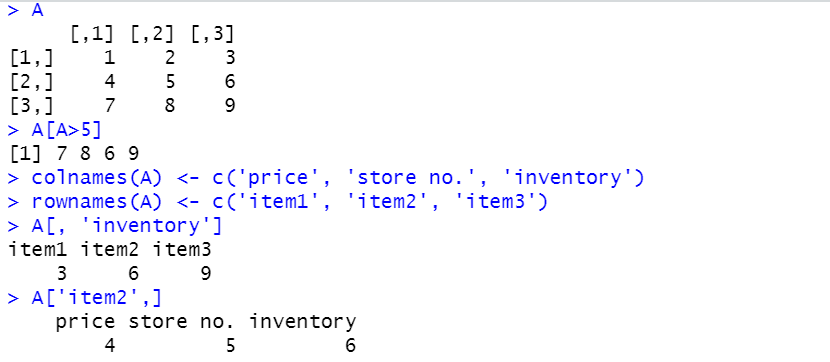 > A
     [,1] [,2] [,3]
[1,]    1    2    3
[2,]    4    5    6
[3,]    7    8    9
> A[A>5]
[1] 7 8 6 9
> colnames(A) <- c('price', 'store no.', 'inventory')
> rownames(A) <- c('item1', 'item2', 'item3')
> A[, 'inventory']
item1 item2 item3
    3     6     9
> A['item2',]
    price store no. inventory
        4         5         6